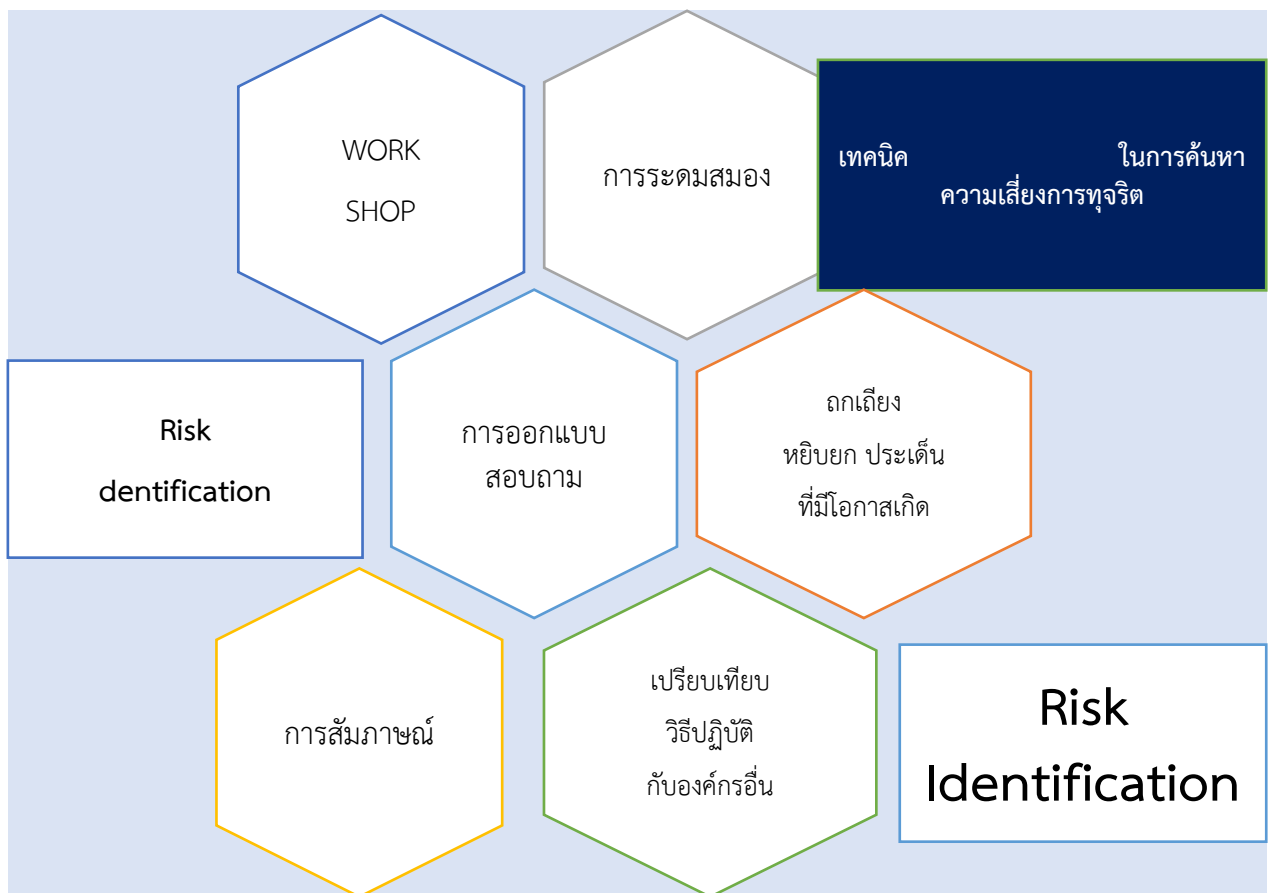 WORK
SHOP
การระดมสมอง
เทคนิค ในการค้นหา
ความเสี่ยงการทุจริต
Risk
dentification
การออกแบบ
สอบถาม
ถกเถียง
หยิบยก ประเด็น
ที่มีโอกาสเกิด
การสัมภาษณ์
เปรียบเทียบ
วิธีปฏิบัติ
กับองค์กรอื่น
Risk
Identification